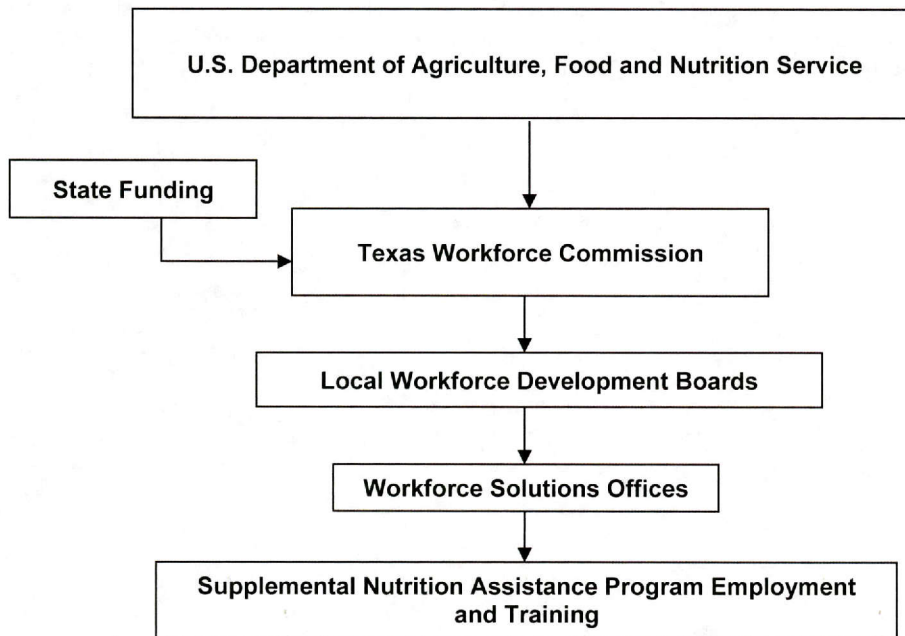 U.S. Department of Agriculture, Food and Nutrition Service
State Funding
Texas Workforce Commission
Local Workforce Development Boards
Workforce Solutions Offices
Supplemental Nutrition Assistance Program Employment
and Training